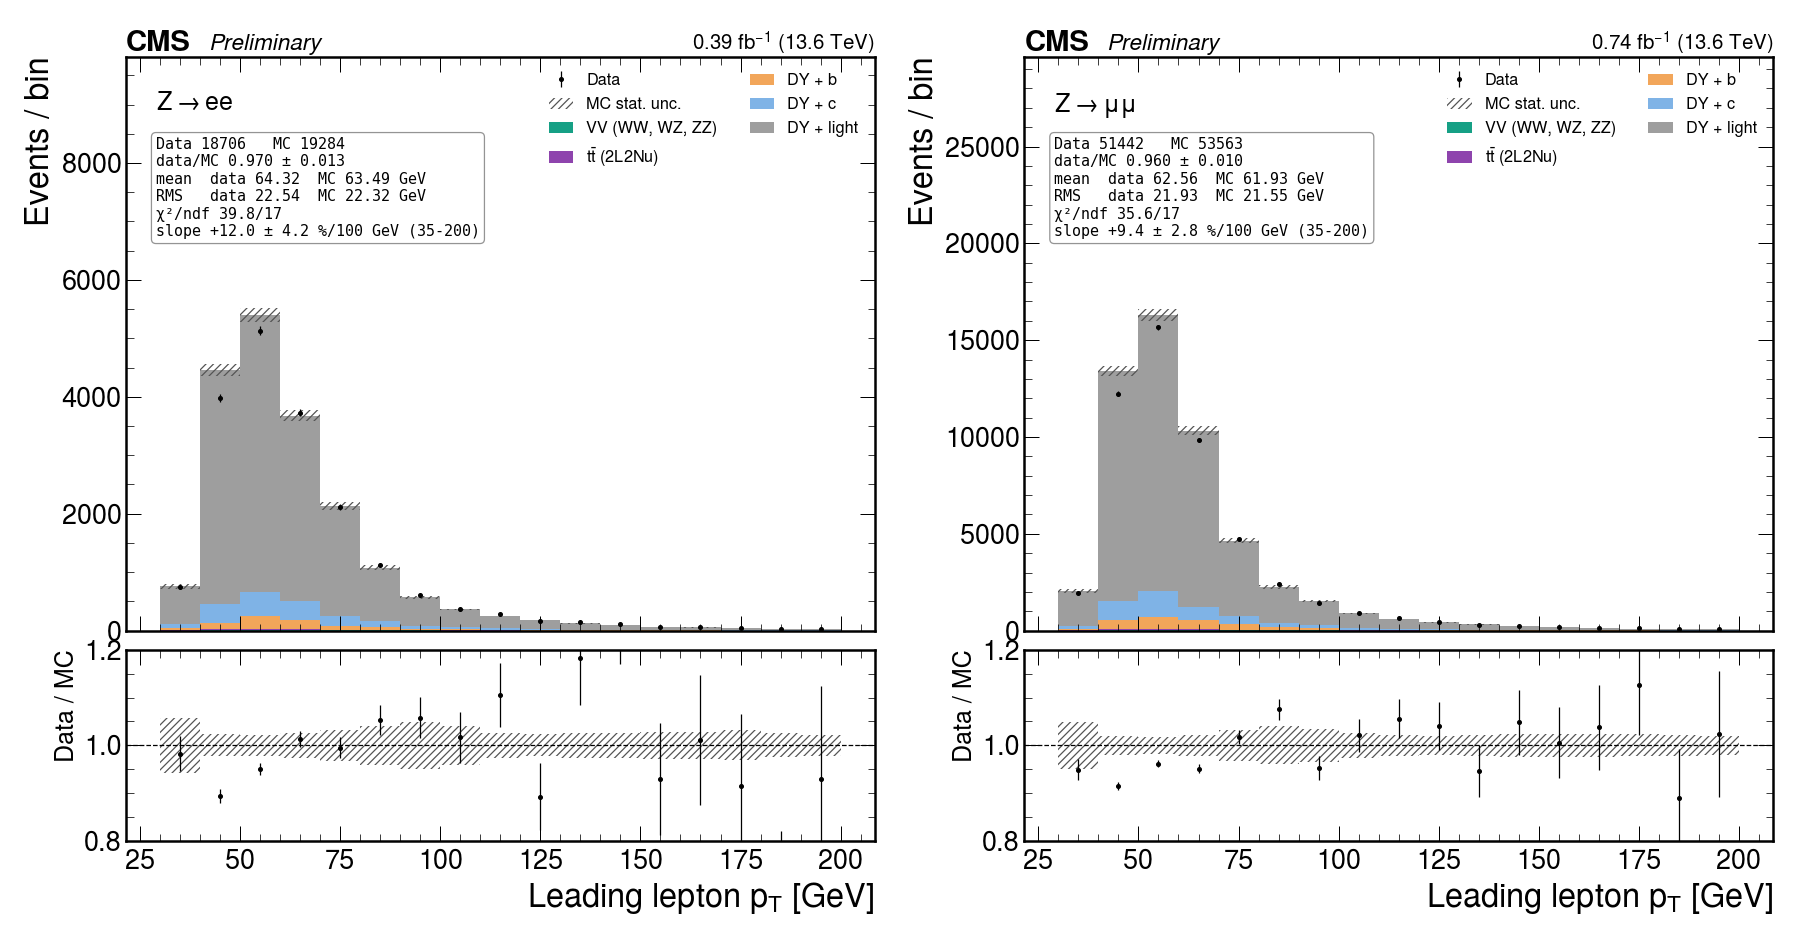 CMS Preliminary 0.39 fb⁻¹ (13.6 TeV)
Events / bin
Z → ee
Data
MC stat. unc.
VV (WW, WZ, ZZ)
tt̄ (2L2Nu)
DY + b
DY + c
DY + light
Data 18706   MC 19284
data/MC 0.970 ± 0.013
mean  data 64.32  MC 63.49 GeV
RMS   data 22.54  MC 22.32 GeV
χ²/ndf 39.8/17
slope +12.0 ± 4.2 %/100 GeV (35-200)
8000
6000
4000
2000
0
Data / MC
1.2
1.0
0.8
25 50 75 100 125 150 175 200
Leading lepton pT [GeV]
CMS Preliminary 0.74 fb⁻¹ (13.6 TeV)
Events / bin
Z → μμ
Data
MC stat. unc.
VV (WW, WZ, ZZ)
tt̄ (2L2Nu)
DY + b
DY + c
DY + light
Data 51442   MC 53563
data/MC 0.960 ± 0.010
mean  data 62.56  MC 61.93 GeV
RMS   data 21.93  MC 21.55 GeV
χ²/ndf 35.6/17
slope +9.4 ± 2.8 %/100 GeV (35-200)
25000
20000
15000
10000
5000
0
Data / MC
1.2
1.0
0.8
25 50 75 100 125 150 175 200
Leading lepton pT [GeV]